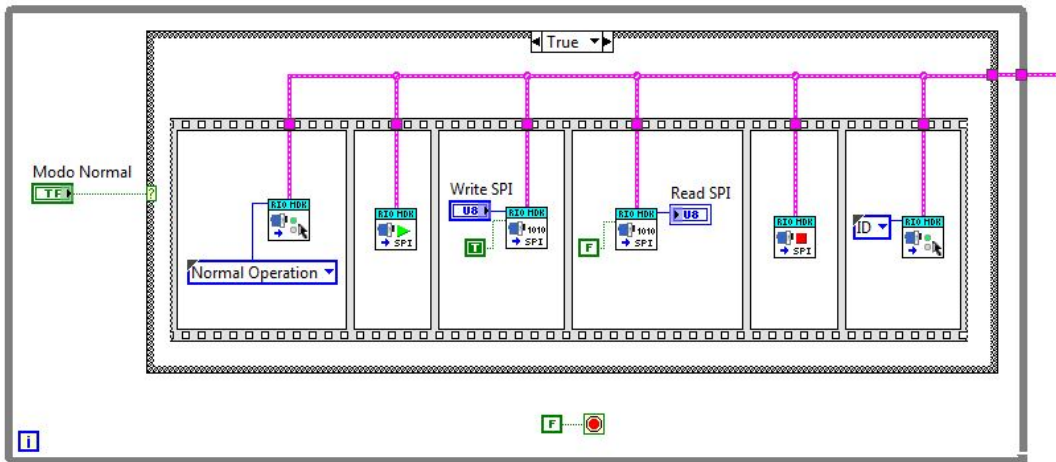 True
Modo Normal
TF
?
RIO MDK
Normal Operation
RIO MDK
SPI
Write SPI
U8
T
RIO MDK
1010
SPI
F
RIO MDK
1010
SPI
Read SPI
U8
RIO MDK
SPI
ID
RIO MDK
F
i